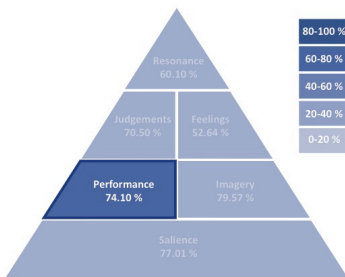 Resonance
60.10 %
Judgements
70.50 %
Feelings
52.64 %
Performance
74.10 %
Imagery
79.57 %
Salience
77.01 %
80-100 %
60-80 %
40-60 %
20-40 %
0-20 %